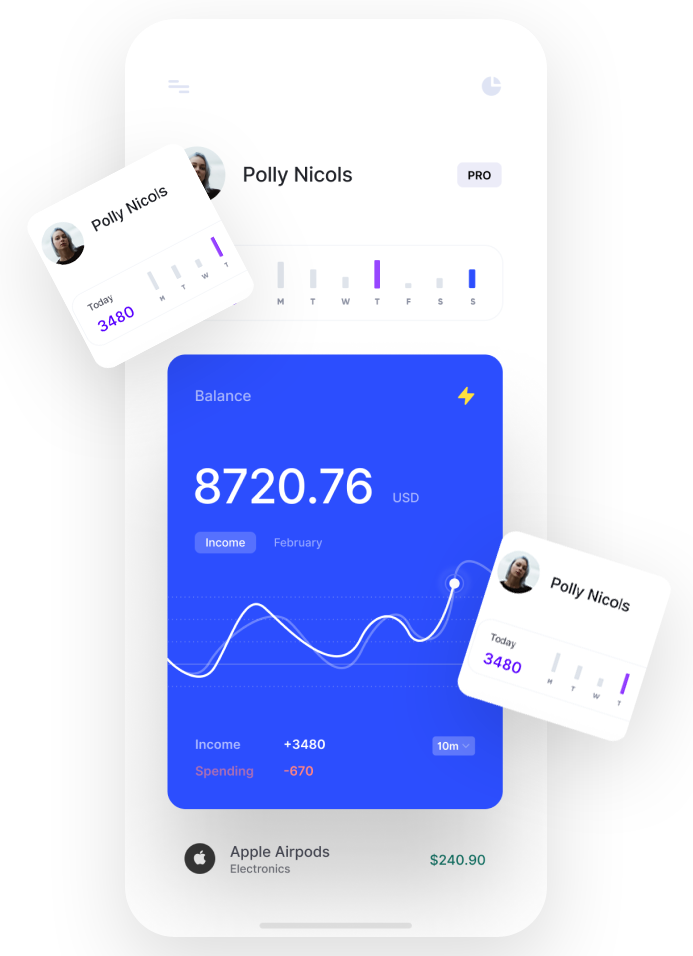 Polly Nicols
PRO
Polly Nicols
Today
3480
M T W T
M T W T F S S
Balance
8720.76 USD
Income February
Polly Nicols
Today
3480
M T W T
Income +3480
10m
Spending -670
Apple Airpods
Electronics
$240.90